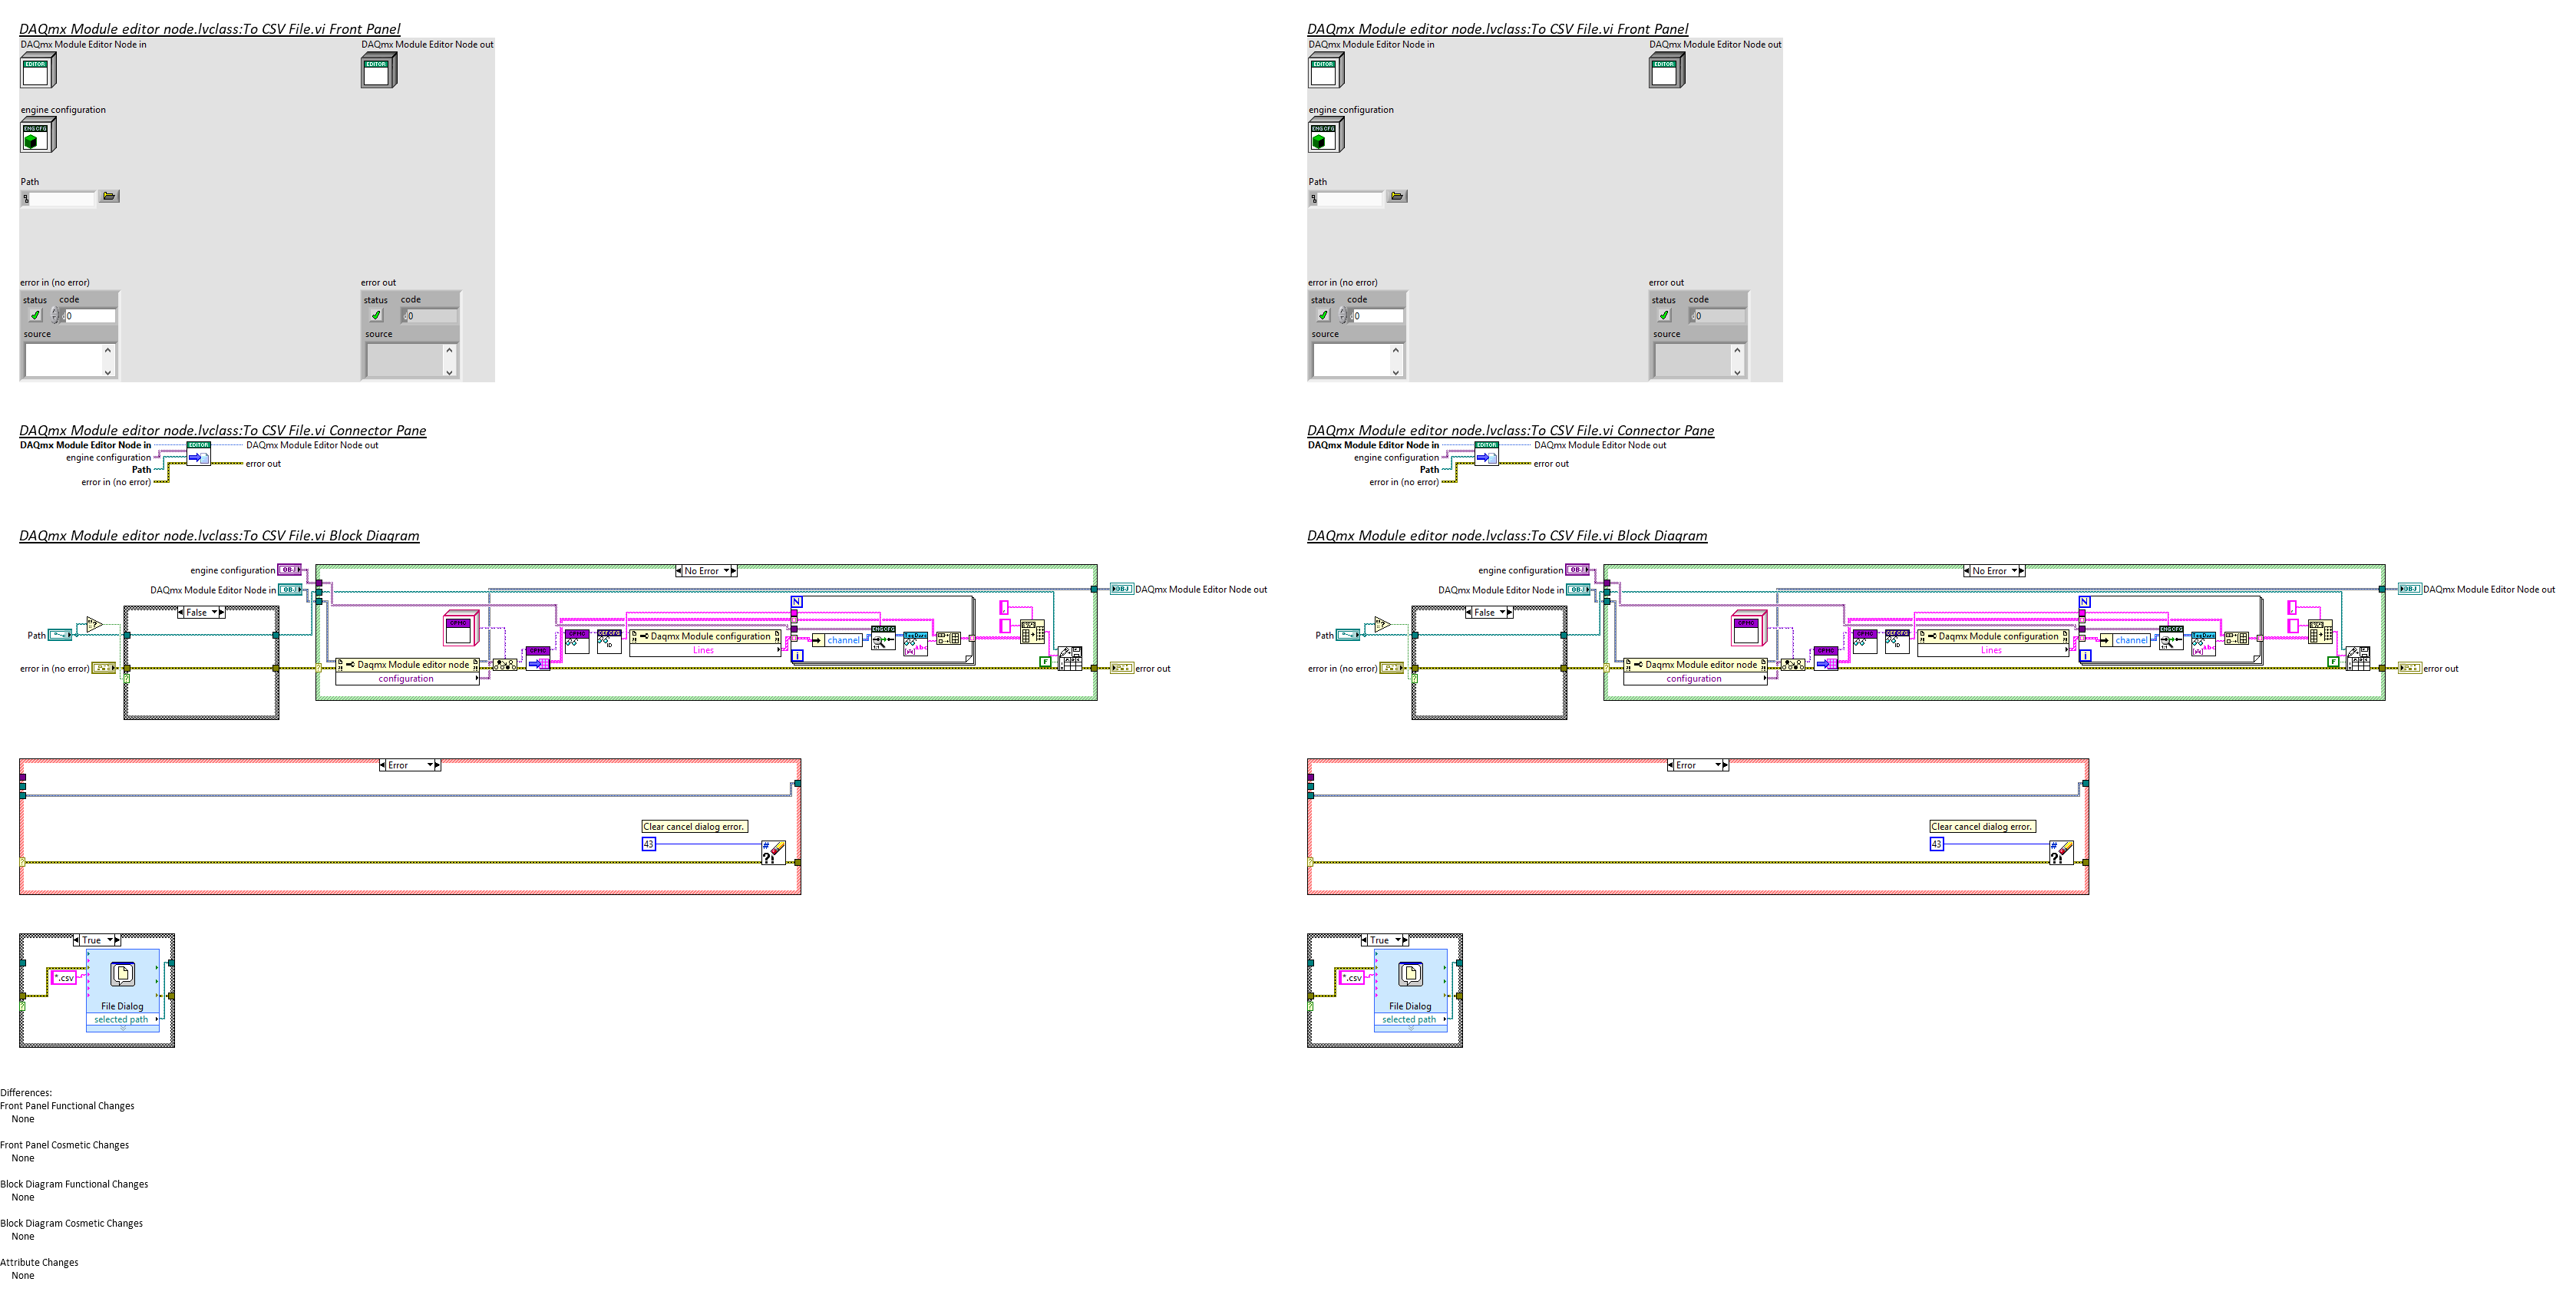 DAQmx Module editor node.lvclass:To CSV File.vi Front Panel
DAQmx Module Editor Node in
DAQmx Module Editor Node out
EDITOR
EDITOR
engine configuration
ENG CFG
Path
error in (no error)
error out
status code
0
source
status code
0
source
DAQmx Module editor node.lvclass:To CSV File.vi Connector Pane
DAQmx Module Editor Node in
EDITOR
DAQmx Module Editor Node out
engine configuration
Path
error out
error in (no error)
DAQmx Module editor node.lvclass:To CSV File.vi Block Diagram
engine configuration
OBJ
No Error
DAQmx Module Editor Node in
OBJ
OBJ
DAQmx Module Editor Node out
False
N
Path
Daqmx Module configuration
Lines
channel
i
F
error in (no error)
Daqmx Module editor node
configuration
error out
Error
Clear cancel dialog error.
43
True
*.csv
File Dialog
selected path
DAQmx Module editor node.lvclass:To CSV File.vi Front Panel
DAQmx Module Editor Node in
DAQmx Module Editor Node out
EDITOR
EDITOR
engine configuration
ENG CFG
Path
error in (no error)
error out
status code
0
source
status code
0
source
DAQmx Module editor node.lvclass:To CSV File.vi Connector Pane
DAQmx Module Editor Node in
EDITOR
DAQmx Module Editor Node out
engine configuration
Path
error out
error in (no error)
DAQmx Module editor node.lvclass:To CSV File.vi Block Diagram
engine configuration
OBJ
No Error
DAQmx Module Editor Node in
OBJ
OBJ
DAQmx Module Editor Node out
False
N
Path
Daqmx Module configuration
Lines
channel
i
F
error in (no error)
Daqmx Module editor node
configuration
error out
Error
Clear cancel dialog error.
43
True
*.csv
File Dialog
selected path
Differences:
Front Panel Functional Changes
None
Front Panel Cosmetic Changes
None
Block Diagram Functional Changes
None
Block Diagram Cosmetic Changes
None
Attribute Changes
None